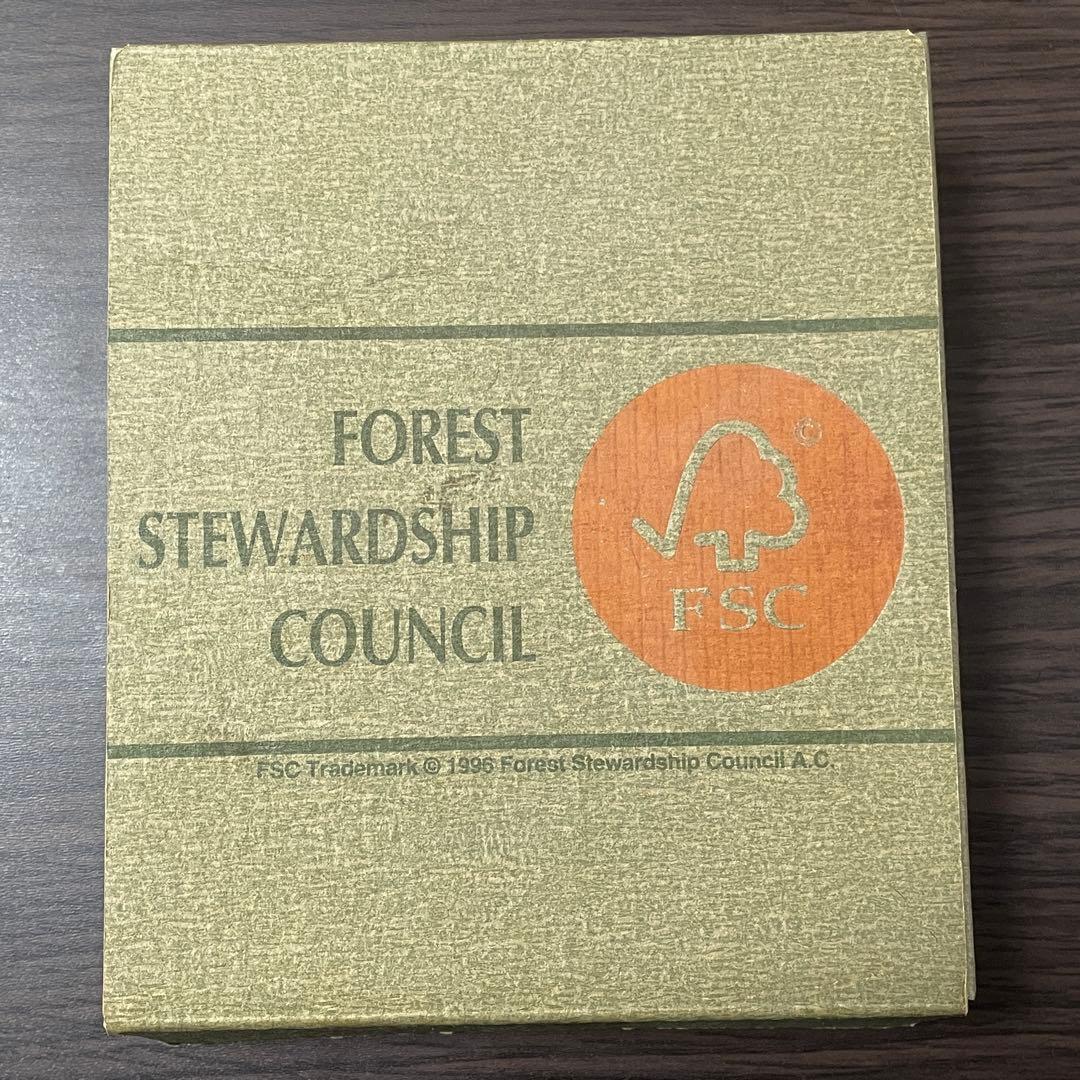 FOREST
STEWARDSHIP
COUNCIL
©
FSC
FSC Trademark © 1996 Forest Stewardship Council A.C.